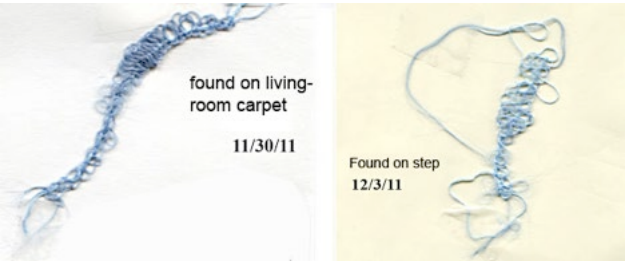 found on living-
room carpet
11/30/11
Found on step
12/3/11